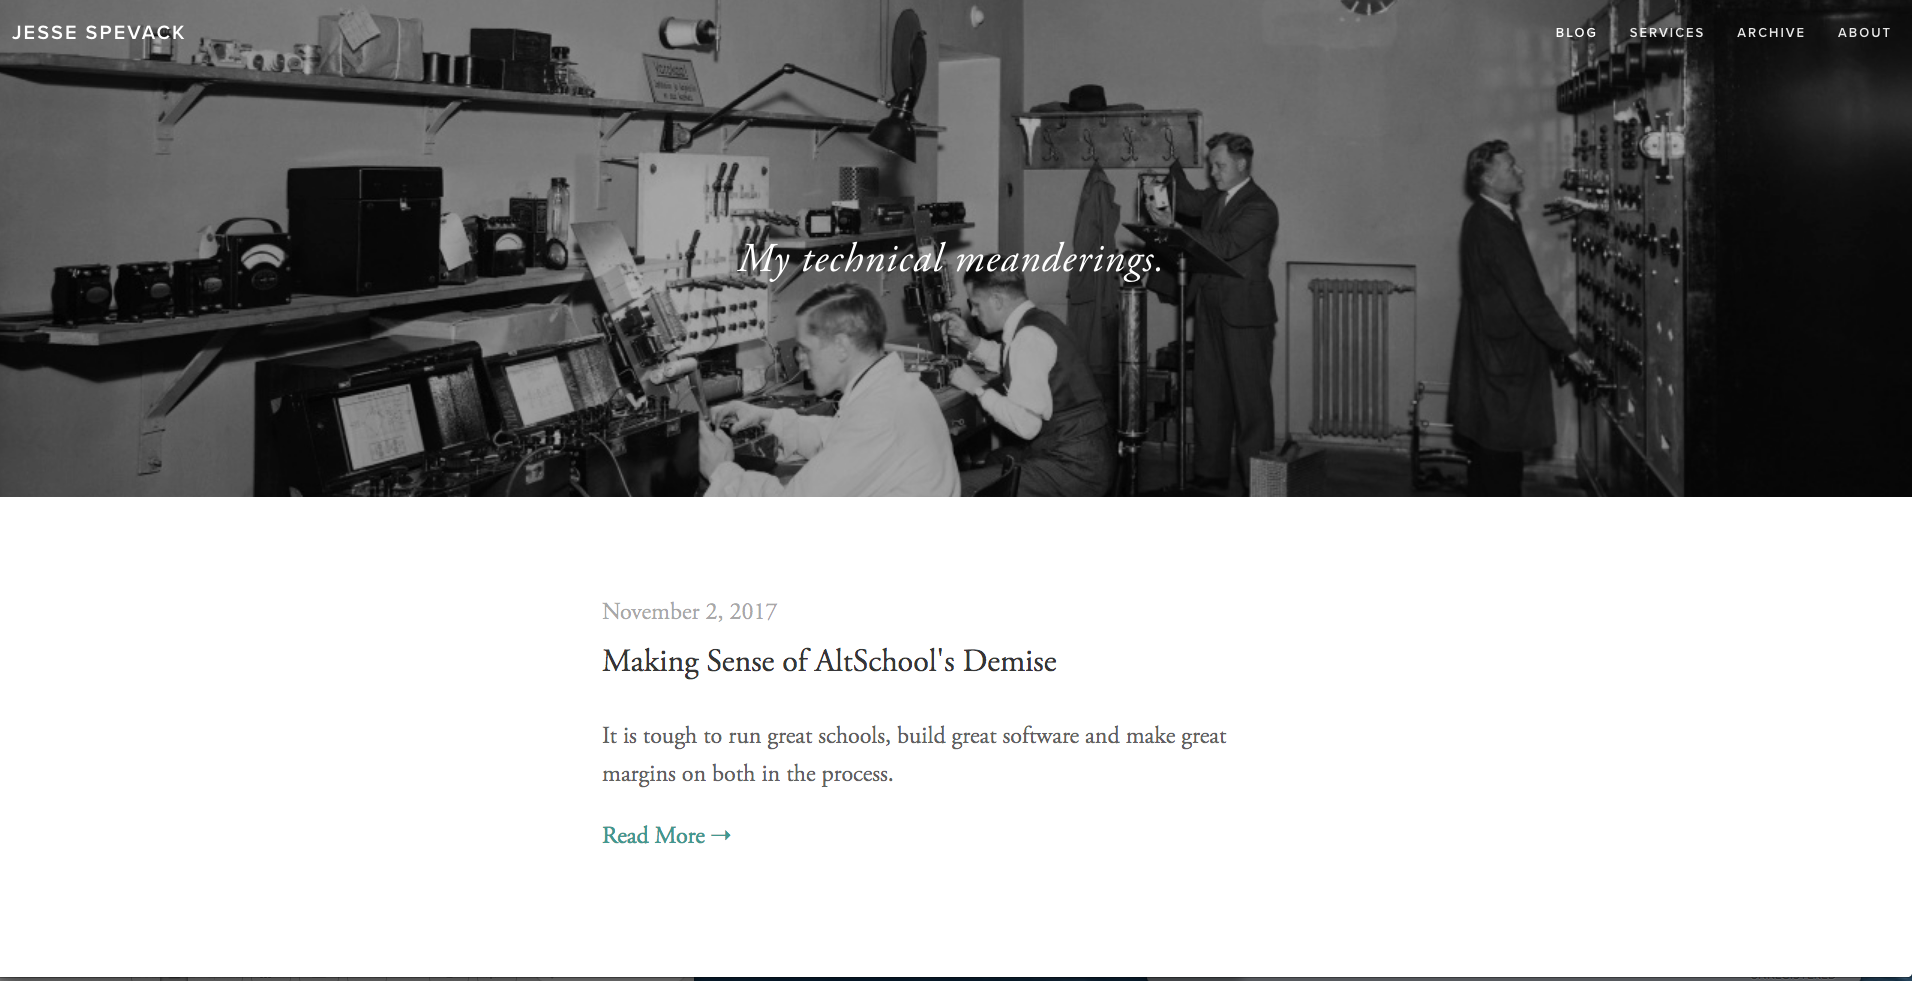 JESSE SPEVACK
BLOG SERVICES ARCHIVE ABOUT
My technical meanderings.
November 2, 2017
Making Sense of AltSchool's Demise
It is tough to run great schools, build great software and make great
margins on both in the process.
Read More →